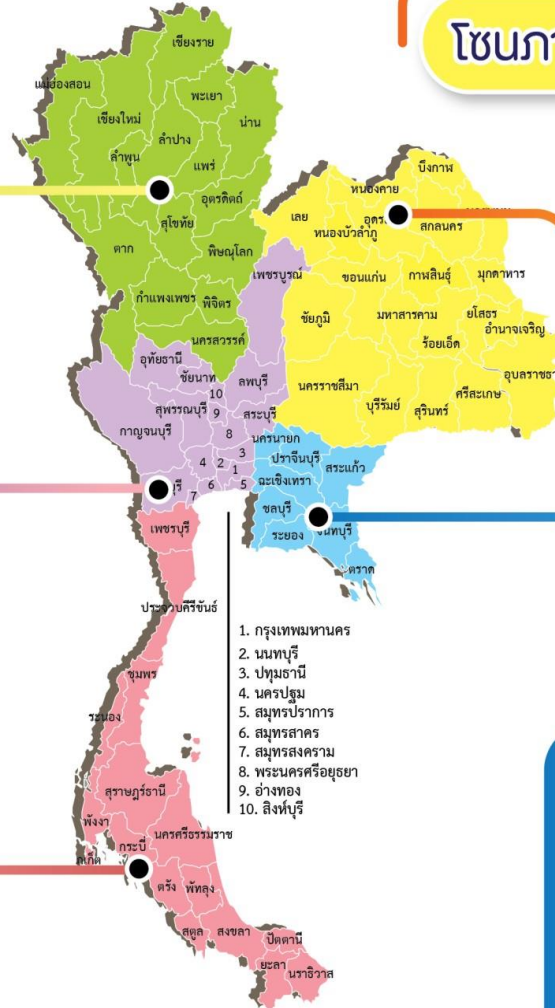 โซนภา
เชียงราย
แม่ฮ่องสอน
พะเยา
เชียงใหม่
น่าน
ลำปาง
ลำพูน
แพร่
อุตรดิตถ์
สุโขทัย
ตาก
พิษณุโลก
กำแพงเพชร
พิจิตร
นครสวรรค์
บึงกาฬ
หนองคาย
เลย
อุดร
หนองบัวลำภู
สกลนคร
ขอนแก่น
กาฬสินธุ์
มุกดาหาร
ชัยภูมิ
มหาสารคาม
ยโสธร
อำนาจเจริญ
ร้อยเอ็ด
นครราชสีมา
บุรีรัมย์
สุรินทร์
ศรีสะเกษ
อุบลราชธา
เพชรบูรณ์
อุทัยธานี
ชัยนาท
ลพบุรี
10
สุพรรณบุรี
9
สระบุรี
กาญจนบุรี
8
3
4
2
1
6
5
7
ุรี
นครนายก
ปราจีนบุรี
สระแก้ว
ฉะเชิงเทรา
ชลบุรี
ระยอง
จันทบุรี
ตราด
เพชรบุรี
ประจวบคีรีขันธ์
ชุมพร
ระนอง
สุราษฎร์ธานี
พังงา
นครศรีธรรมราช
กระบี่
ภูเก็ต
ตรัง
พัทลุง
สตูล
สงขลา
ปัตตานี
ยะลา
นราธิวาส
1. กรุงเทพมหานคร
2. นนทบุรี
3. ปทุมธานี
4. นครปฐม
5. สมุทรปราการ
6. สมุทรสาคร
7. สมุทรสงคราม
8. พระนครศรีอยุธยา
9. อ่างทอง
10. สิงห์บุรี